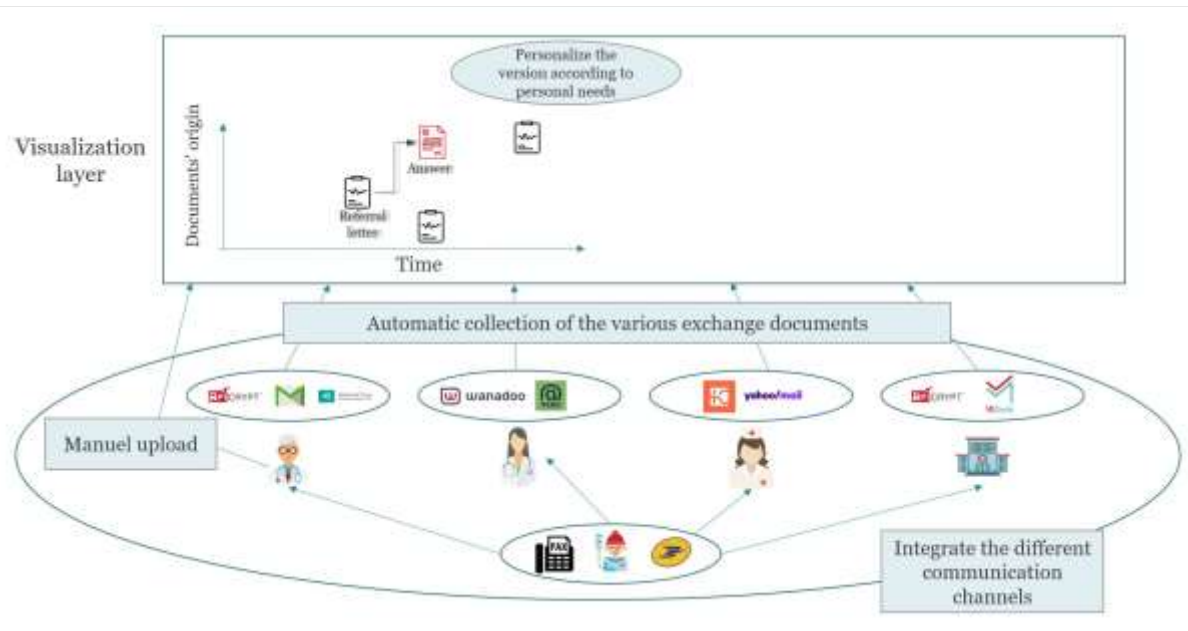 Personalize the
version according to
personal needs
Visualization
layer
Documents' origin
Answer
Referral
letter
Time
Automatic collection of the various exchange documents
wanadoo
yahoo!mail
Manuel upload
FAX
Integrate the different
communication
channels